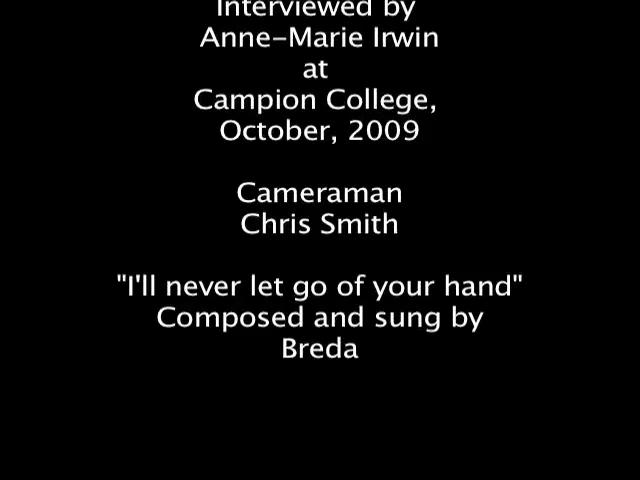 Interviewed by
Anne-Marie Irwin
at
Campion College,
October, 2009
Cameraman
Chris Smith
"I'll never let go of your hand"
Composed and sung by
Breda